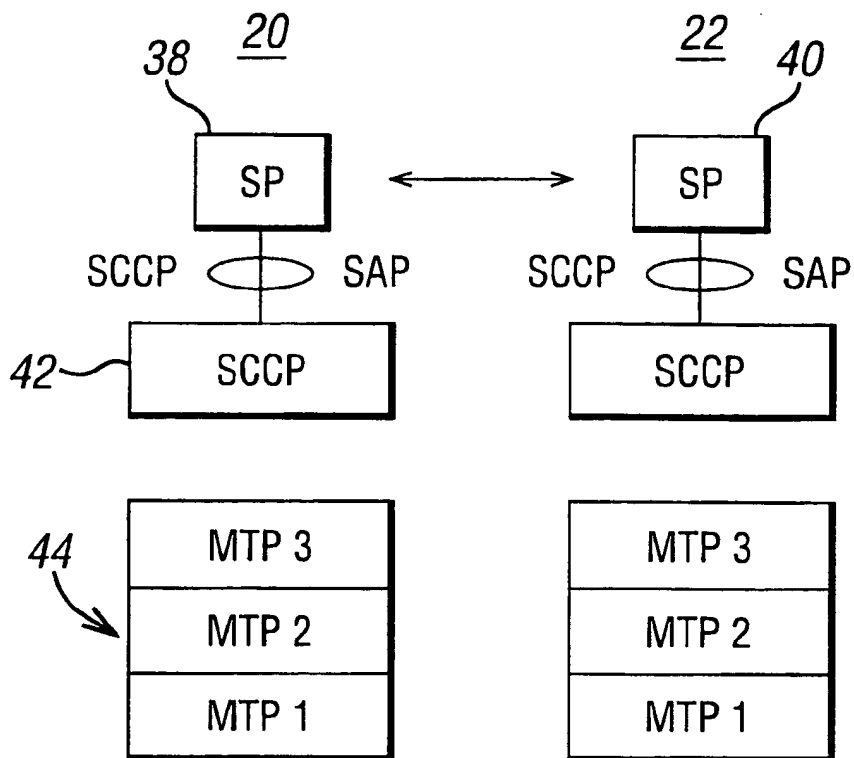 20 22
38 40
SP SP
SCCP SAP SCCP SAP
42 SCCP SCCP
44 MTP 3 MTP 3
MTP 2 MTP 2
MTP 1 MTP 1